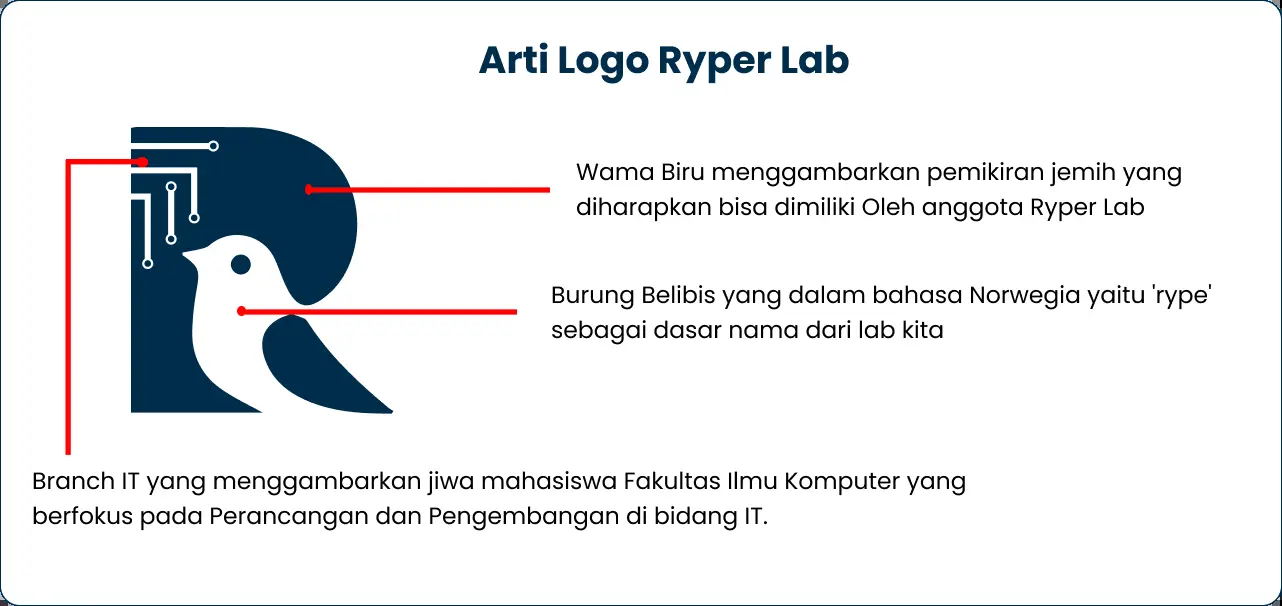 Arti Logo Ryper Lab
Wama Biru menggambarkan pemikiran jemih yang
diharapkan bisa dimiliki Oleh anggota Ryper Lab
Burung Belibis yang dalam bahasa Norwegia yaitu 'rype'
sebagai dasar nama dari lab kita
Branch IT yang menggambarkan jiwa mahasiswa Fakultas Ilmu Komputer yang
berfokus pada Perancangan dan Pengembangan di bidang IT.